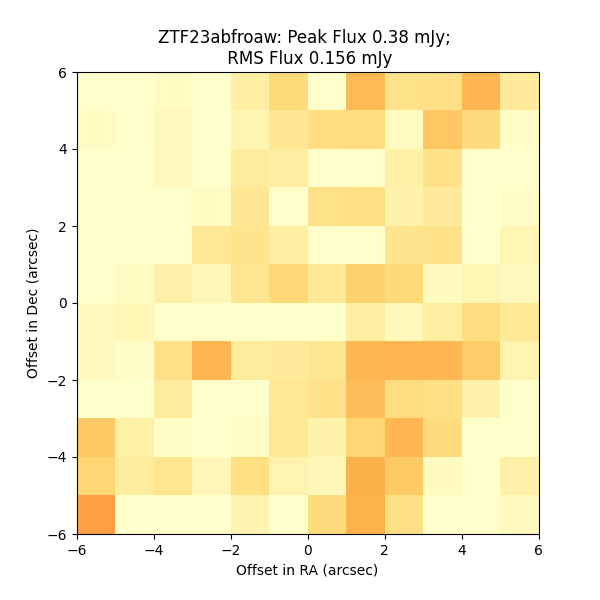 ZTF23abfroaw: Peak Flux 0.38 mJy;
RMS Flux 0.156 mJy
6
4
2
0
−2
−4
−6
Offset in Dec (arcsec)
−6 −4 −2 0 2 4 6
Offset in RA (arcsec)